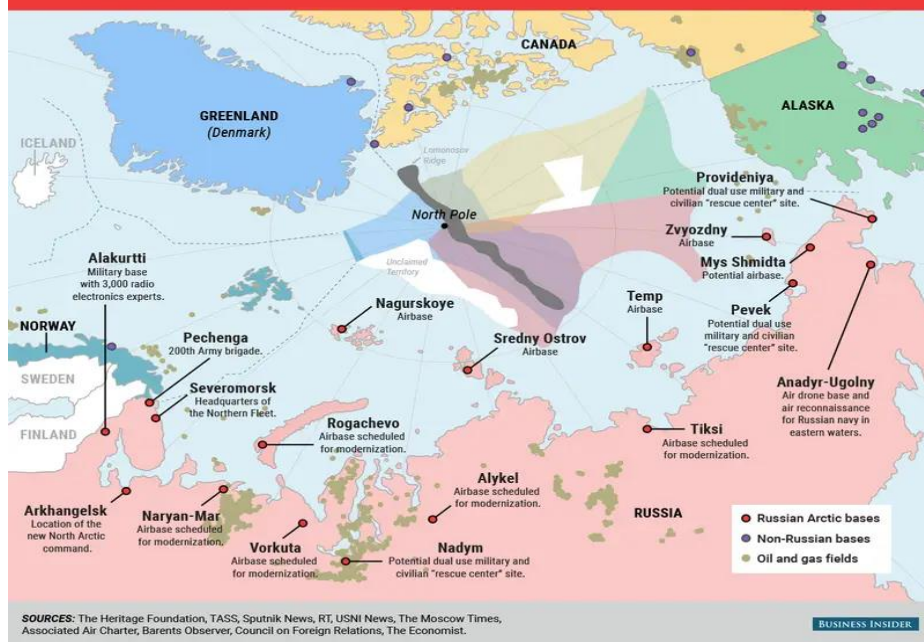 CANADA
GREENLAND
(Denmark)
ALASKA
ICELAND
Lomonosov
Ridge
North Pole
Unclaimed
Territory
Provideniya
Potential dual use military and
civilian "rescue center" site.
Zvyozdny
Airbase
Mys Shmidta
Potential airbase.
Alakurtti
Military base
with 3,000 radio
electronics experts.
Nagurskoye
Airbase
Temp
Airbase
Pevek
Potential dual use
military and civilian
"rescue center" site.
NORWAY
Pechenga
200th Army brigade.
Sredny Ostrov
Airbase
SWEDEN
Severomorsk
Headquarters of
the Northern Fleet.
Anadyr-Ugolny
Air drone base and
air reconnaissance
for Russian navy in
eastern waters.
FINLAND
Rogachevo
Airbase scheduled
for modernization.
Tiksi
Airbase scheduled
for modernization.
Alykel
Airbase scheduled
for modernization.
Arkhangelsk
Location of the
new North Arctic
command.
Naryan-Mar
Airbase scheduled
for modernization.
RUSSIA
Vorkuta
Airbase scheduled
for modernization.
Nadym
Potential dual use military and
civilian "rescue center" site.
Russian Arctic bases
Non-Russian bases
Oil and gas fields
SOURCES: The Heritage Foundation, TASS, Sputnik News, RT, USNI News, The Moscow Times,
Associated Air Charter, Barents Observer, Council on Foreign Relations, The Economist.
BUSINESS INSIDER